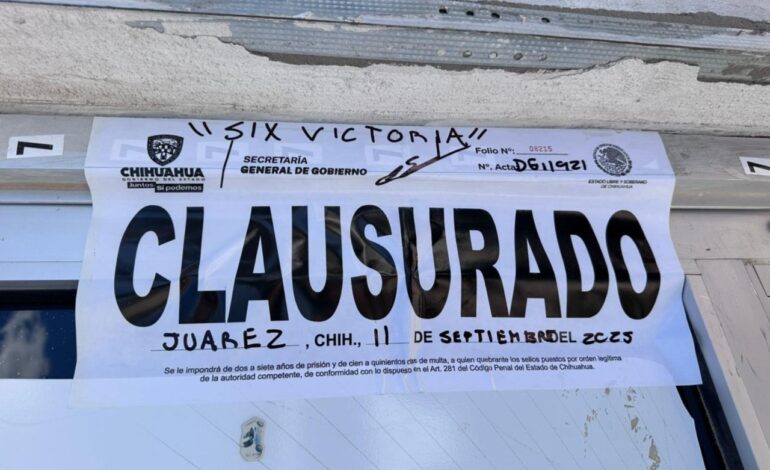 "SIX VICTORIA"
CHIHUAHUA
GOBIERNO DEL ESTADO
Juntos Sí podemos
SECRETARÍA
GENERAL DE GOBIERNO
Folio Nº: 08215
Nº. Acta DG11921
ESTADO LIBRE Y SOBERANO
DE CHIHUAHUA
CLAUSURADO
JUAREZ, CHIH., 11 DE SEPTIEMBRE DEL 2025
Se le impondrá de dos a siete años de prisión y de cien a quinientos días de multa, a quien quebrante los sellos puestos por orden legítima
de la autoridad competente, de conformidad con lo dispuesto en el Art. 281 del Código Penal del Estado de Chihuahua.
7
7